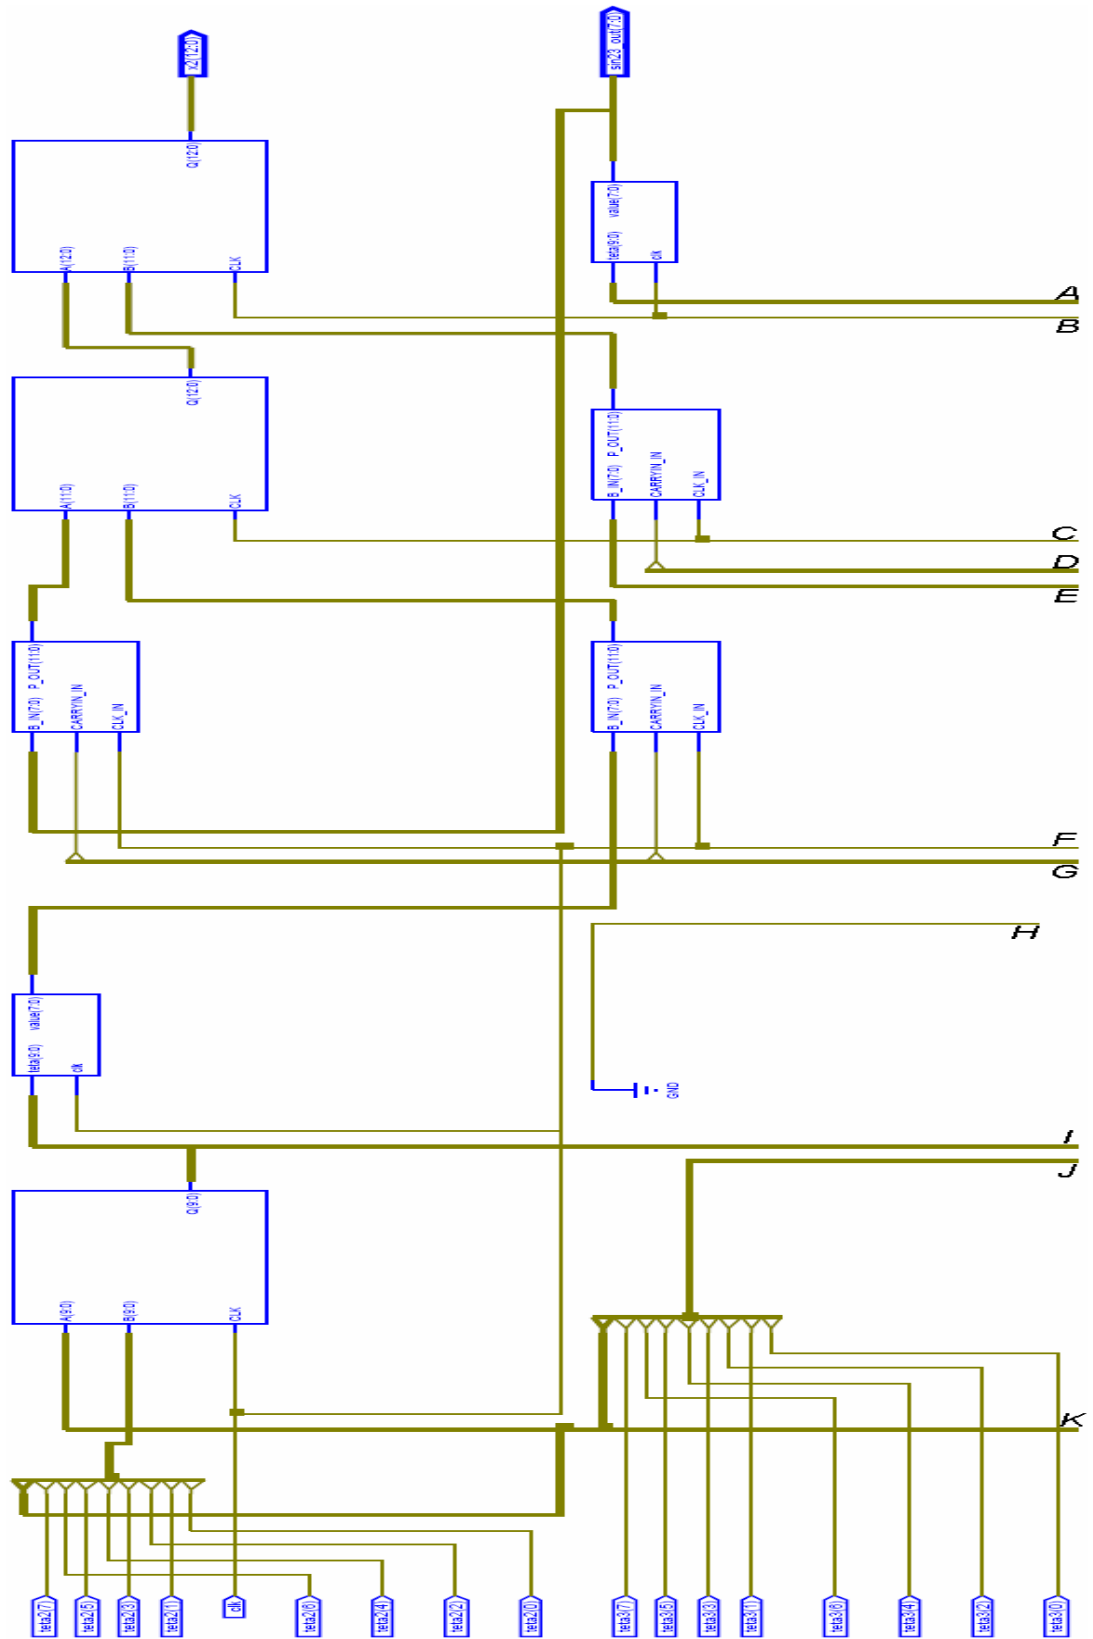 x2(12:0)
sin23_out(7:0)
Q(12:0)
A(12:0)
B(11:0)
CLK
value(7:0)
teta(9:0)
clk
A
B
Q(12:0)
A(11:0)
B(11:0)
CLK
P_OUT(11:0)
B_IN(7:0)
CARRYIN_IN
CLK_IN
C
D
E
P_OUT(11:0)
B_IN(7:0)
CARRYIN_IN
CLK_IN
P_OUT(11:0)
B_IN(7:0)
CARRYIN_IN
CLK_IN
F
G
H
value(7:0)
teta(9:0)
clk
GND
I
J
Q(9:0)
A(9:0)
B(9:0)
CLK
K
teta2(7)
teta2(5)
teta2(3)
teta2(1)
clk
teta2(6)
teta2(4)
teta2(2)
teta2(0)
teta3(7)
teta3(5)
teta3(3)
teta3(1)
teta3(6)
teta3(4)
teta3(2)
teta3(0)